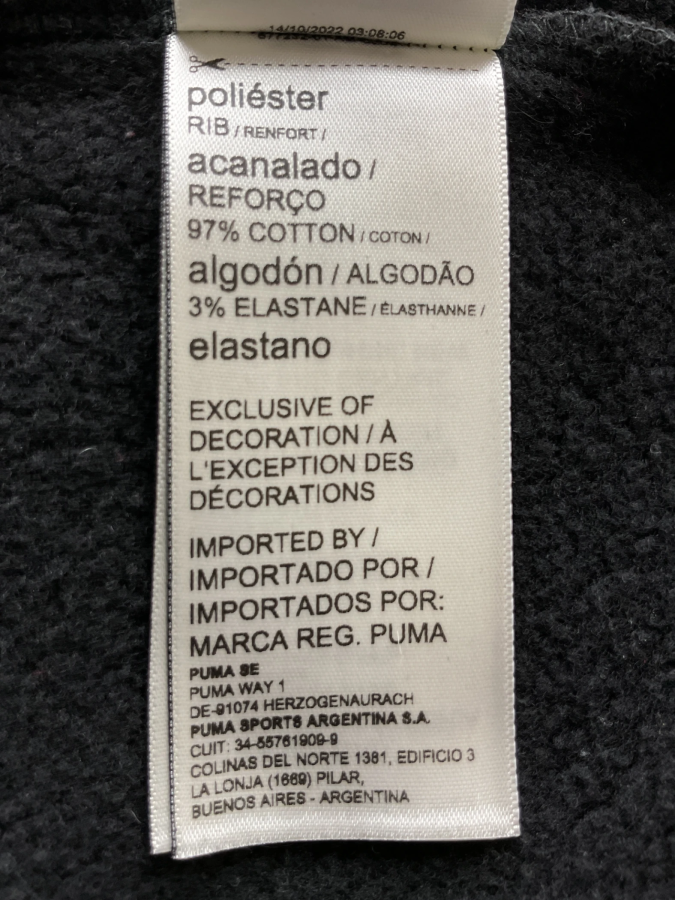 14/10/2022 03:08:06
poliéster
RIB / RENFORT /
acanalado /
REFORÇO
97% COTTON / COTON /
algodón / ALGODÃO
3% ELASTANE / ÉLASTHANNE /
elastano
EXCLUSIVE OF
DECORATION / À
L'EXCEPTION DES
DÉCORATIONS
IMPORTED BY /
IMPORTADO POR /
IMPORTADOS POR:
MARCA REG. PUMA
PUMA SE
PUMA WAY 1
DE-91074 HERZOGENAURACH
PUMA SPORTS ARGENTINA S.A.
CUIT: 34-55761909-9
COLINAS DEL NORTE 1381, EDIFICIO 3
LA LONJA (1669) PILAR,
BUENOS AIRES - ARGENTINA